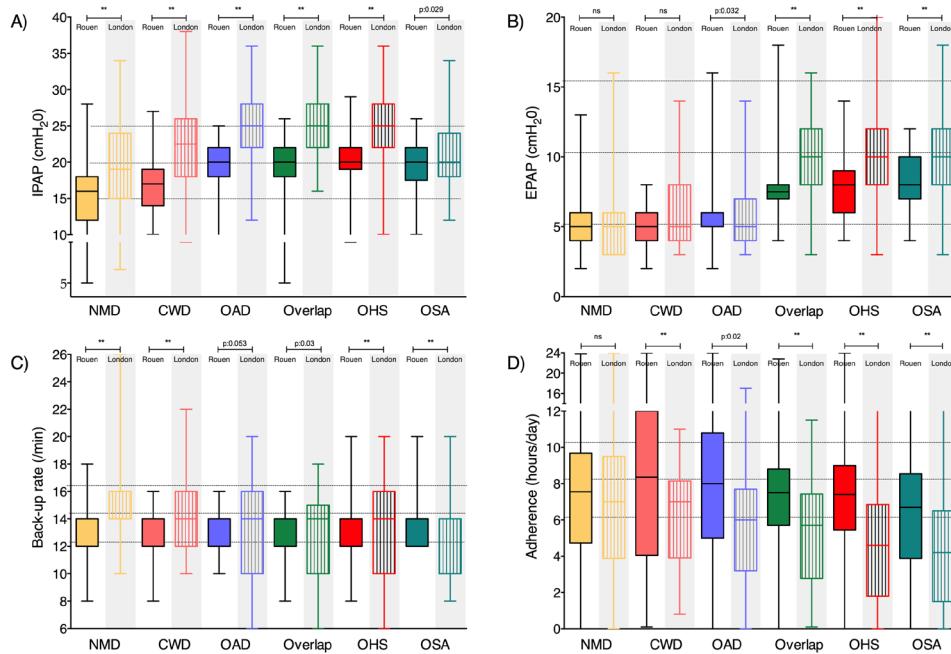 A)
IPAP (cmH20)
40
35
30
25
20
15
10
5
** ** ** ** ** p:0.029
Rouen London Rouen London Rouen London Rouen London Rouen London Rouen London
NMD CWD OAD Overlap OHS OSA
B)
EPAP (cmH20)
20
15
10
5
0
ns ns p:0.032 ** ** **
Rouen London Rouen London Rouen London Rouen London Rouen London Rouen London
NMD CWD OAD Overlap OHS OSA
C)
Back-up rate (/min)
26
24
22
20
18
16
14
12
10
8
6
** ** p:0.053 p:0.03 ** **
Rouen London Rouen London Rouen London Rouen London Rouen London Rouen London
NMD CWD OAD Overlap OHS OSA
D)
Adherence (hours/day)
24
20
16
12
10
8
6
4
2
0
ns ** p:0.02 ** ** **
Rouen London Rouen London Rouen London Rouen London Rouen London Rouen London
NMD CWD OAD Overlap OHS OSA